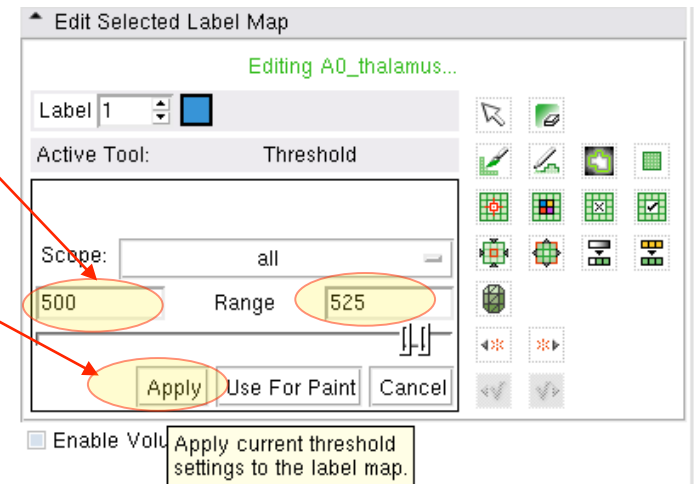 Edit Selected Label Map
Editing A0_thalamus...
Label 1
Active Tool: Threshold
Scope: all
500 Range 525
Apply Use For Paint Cancel
Enable Volu
Apply current threshold
settings to the label map.